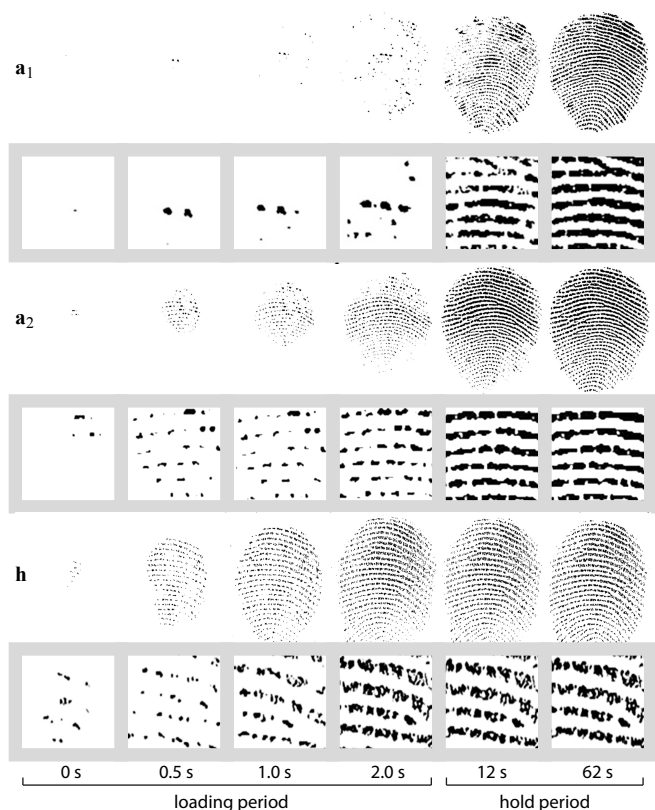 a1
a2
h
0 s 0.5 s 1.0 s 2.0 s 12 s 62 s
loading period hold period